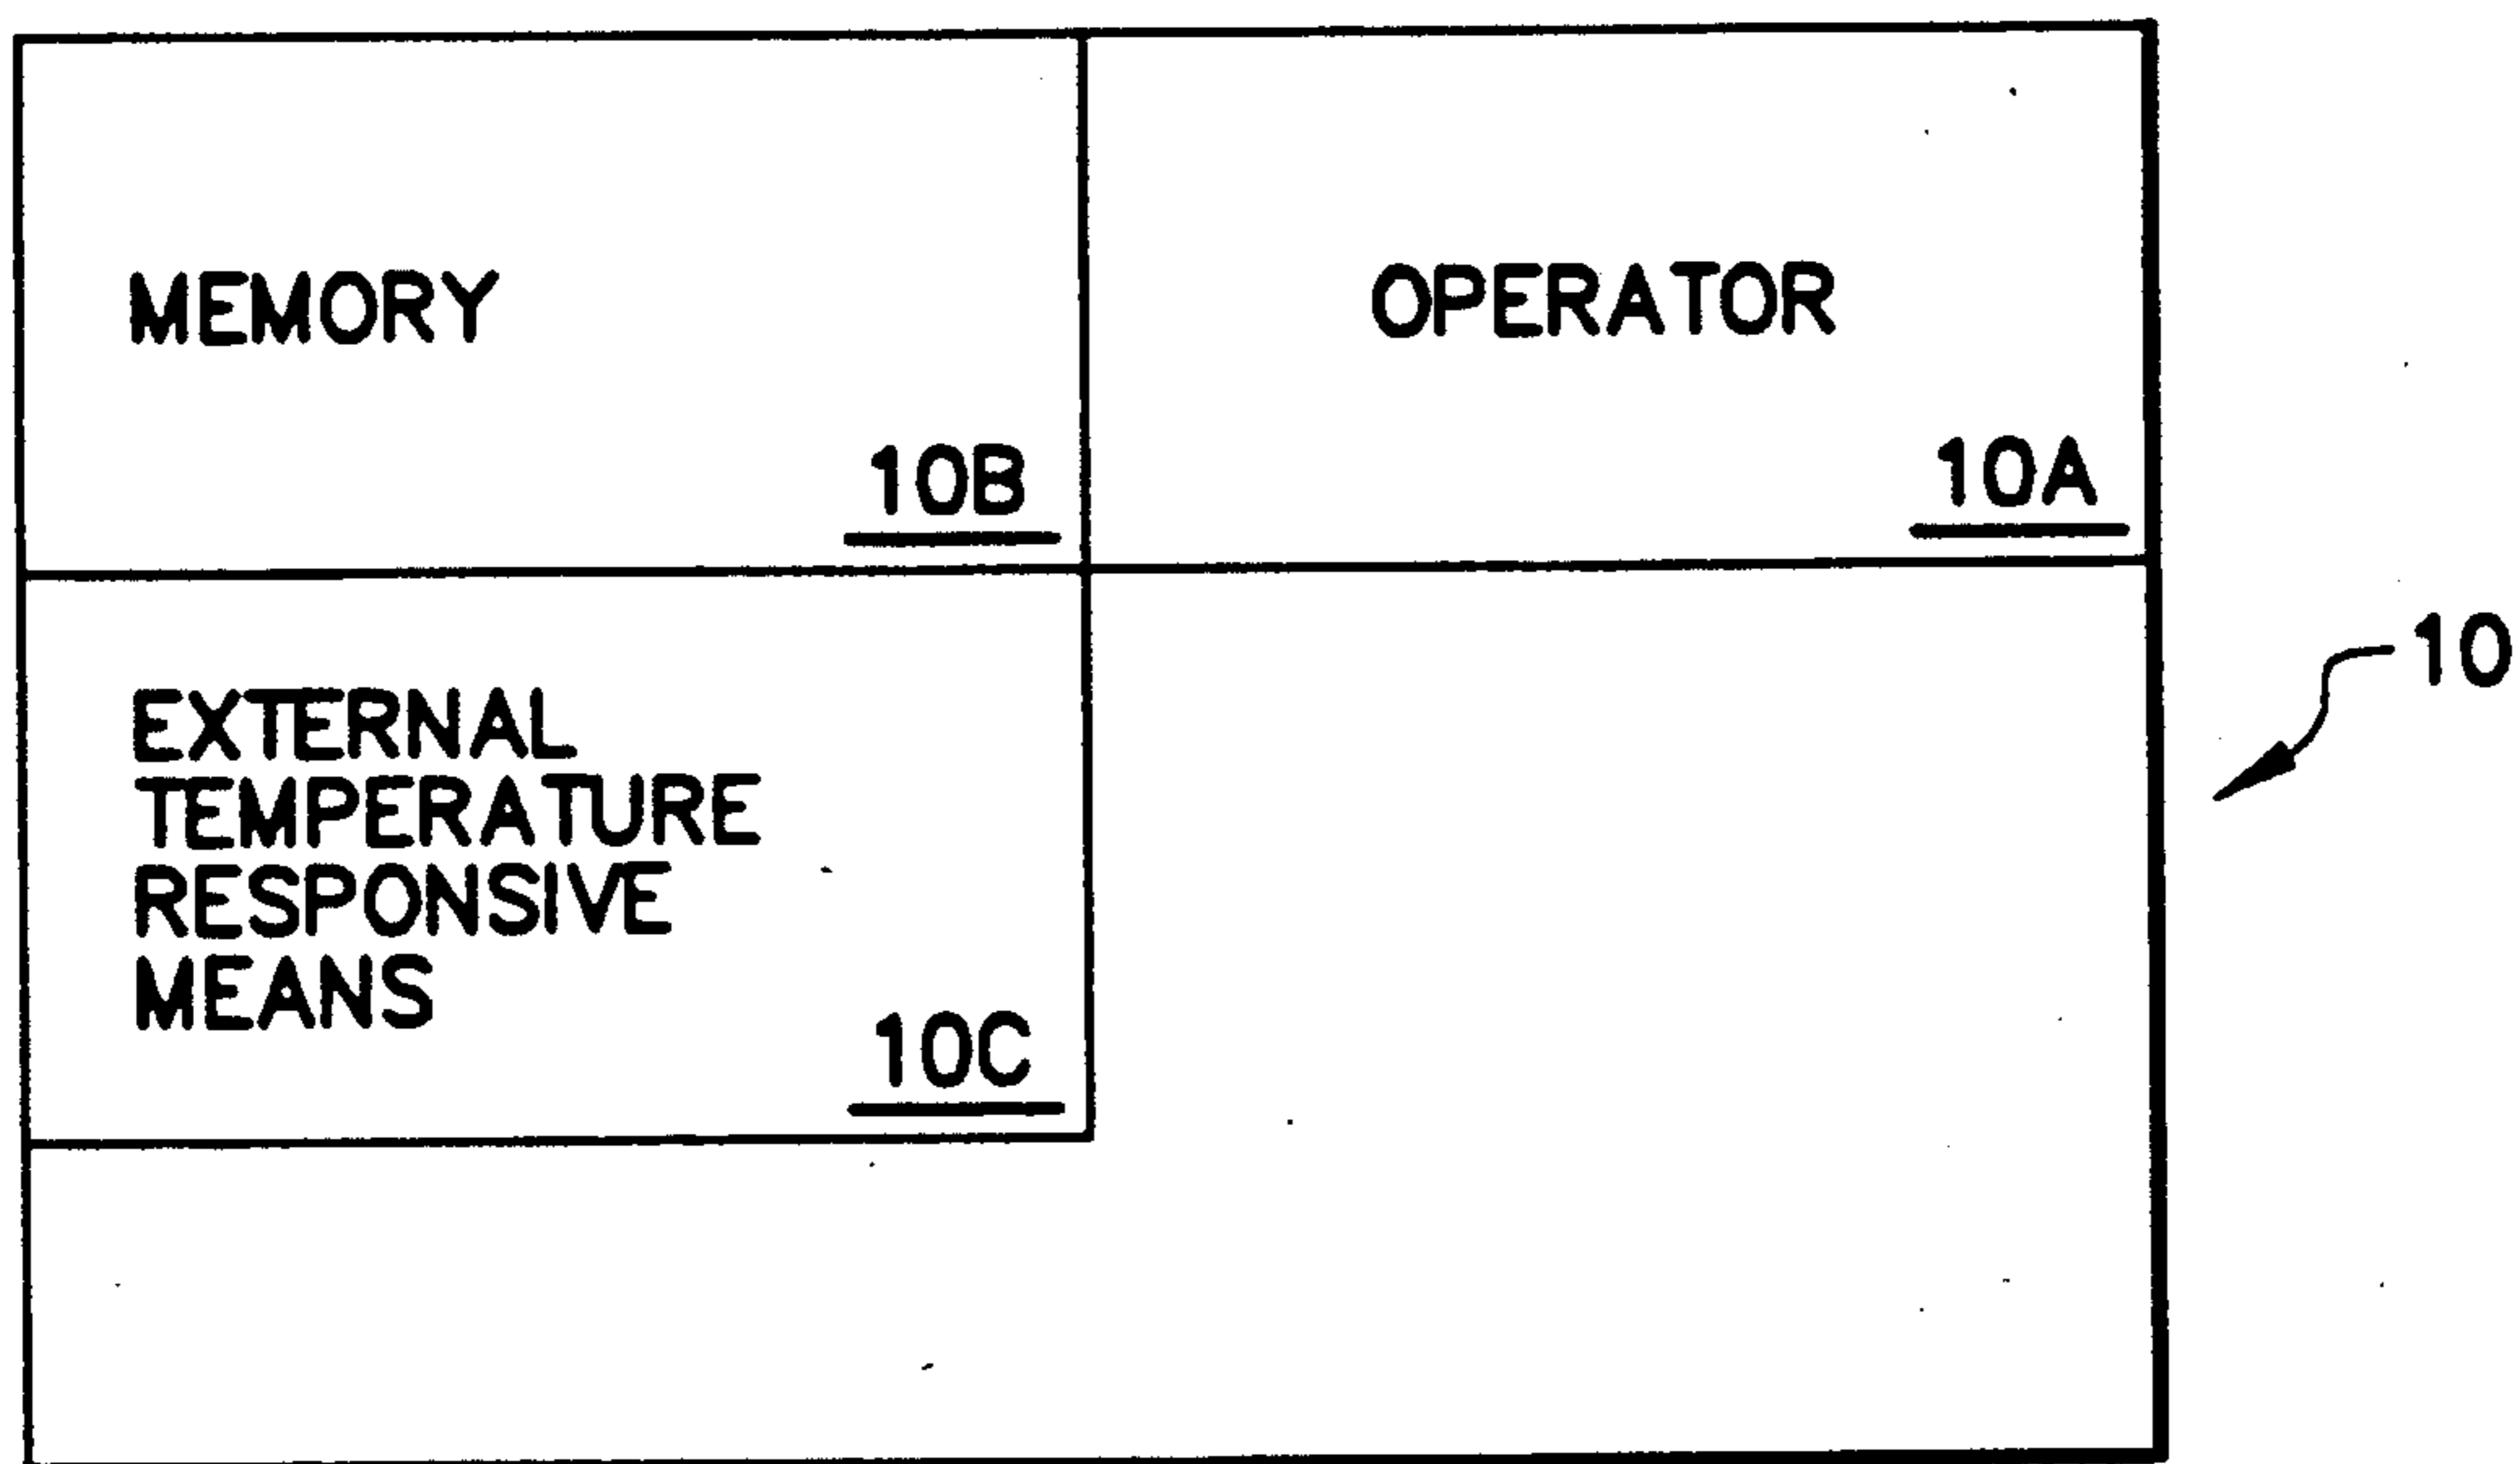 MEMORY
10B
OPERATOR
10A
EXTERNAL
TEMPERATURE
RESPONSIVE
MEANS
10C
10